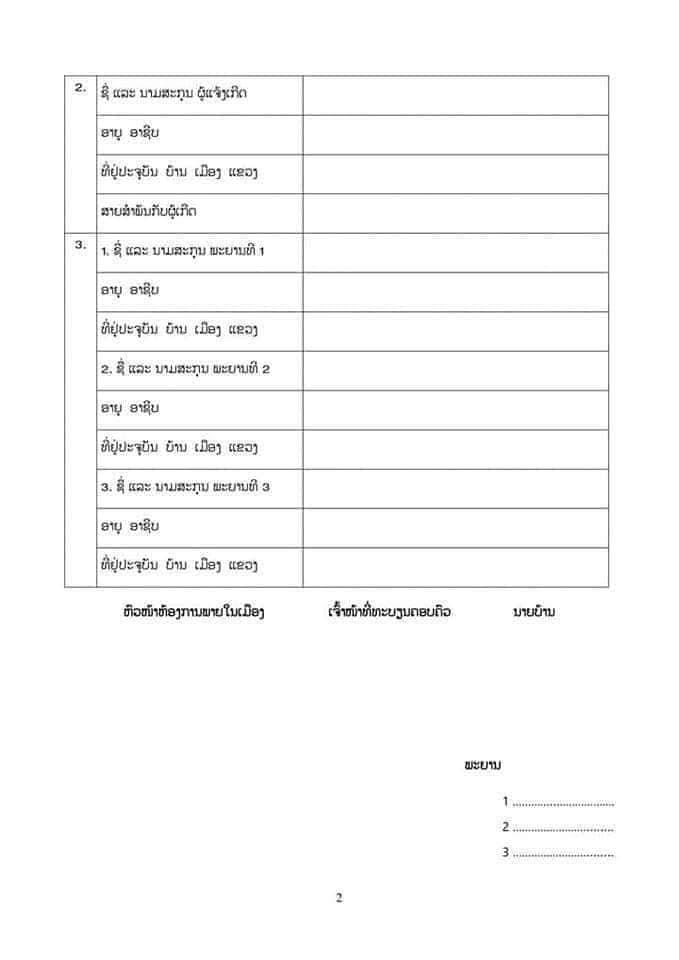 2. ຊື່ ແລະ ນາມສະກຸນ ຜູ້ແຈ້ງເກີດ
ອາຍຸ ອາຊີບ
ທີ່ຢູ່ປະຈຸບັນ ບ້ານ ເມືອງ ແຂວງ
ສາຍສຳພັນກັບຜູ້ເກີດ
3. 1. ຊື່ ແລະ ນາມສະກຸນ ພະຍານທີ 1
ອາຍຸ ອາຊີບ
ທີ່ຢູ່ປະຈຸບັນ ບ້ານ ເມືອງ ແຂວງ
2. ຊື່ ແລະ ນາມສະກຸນ ພະຍານທີ 2
ອາຍຸ ອາຊີບ
ທີ່ຢູ່ປະຈຸບັນ ບ້ານ ເມືອງ ແຂວງ
3. ຊື່ ແລະ ນາມສະກຸນ ພະຍານທີ 3
ອາຍຸ ອາຊີບ
ທີ່ຢູ່ປະຈຸບັນ ບ້ານ ເມືອງ ແຂວງ
ຫົວໜ້າຫ້ອງການພາຍໃນເມືອງ ເຈົ້າໜ້າທີ່ທະບຽນຄອບຄົວ ນາຍບ້ານ
ພະຍານ
1 .................................
2 .................................
3 .................................
2